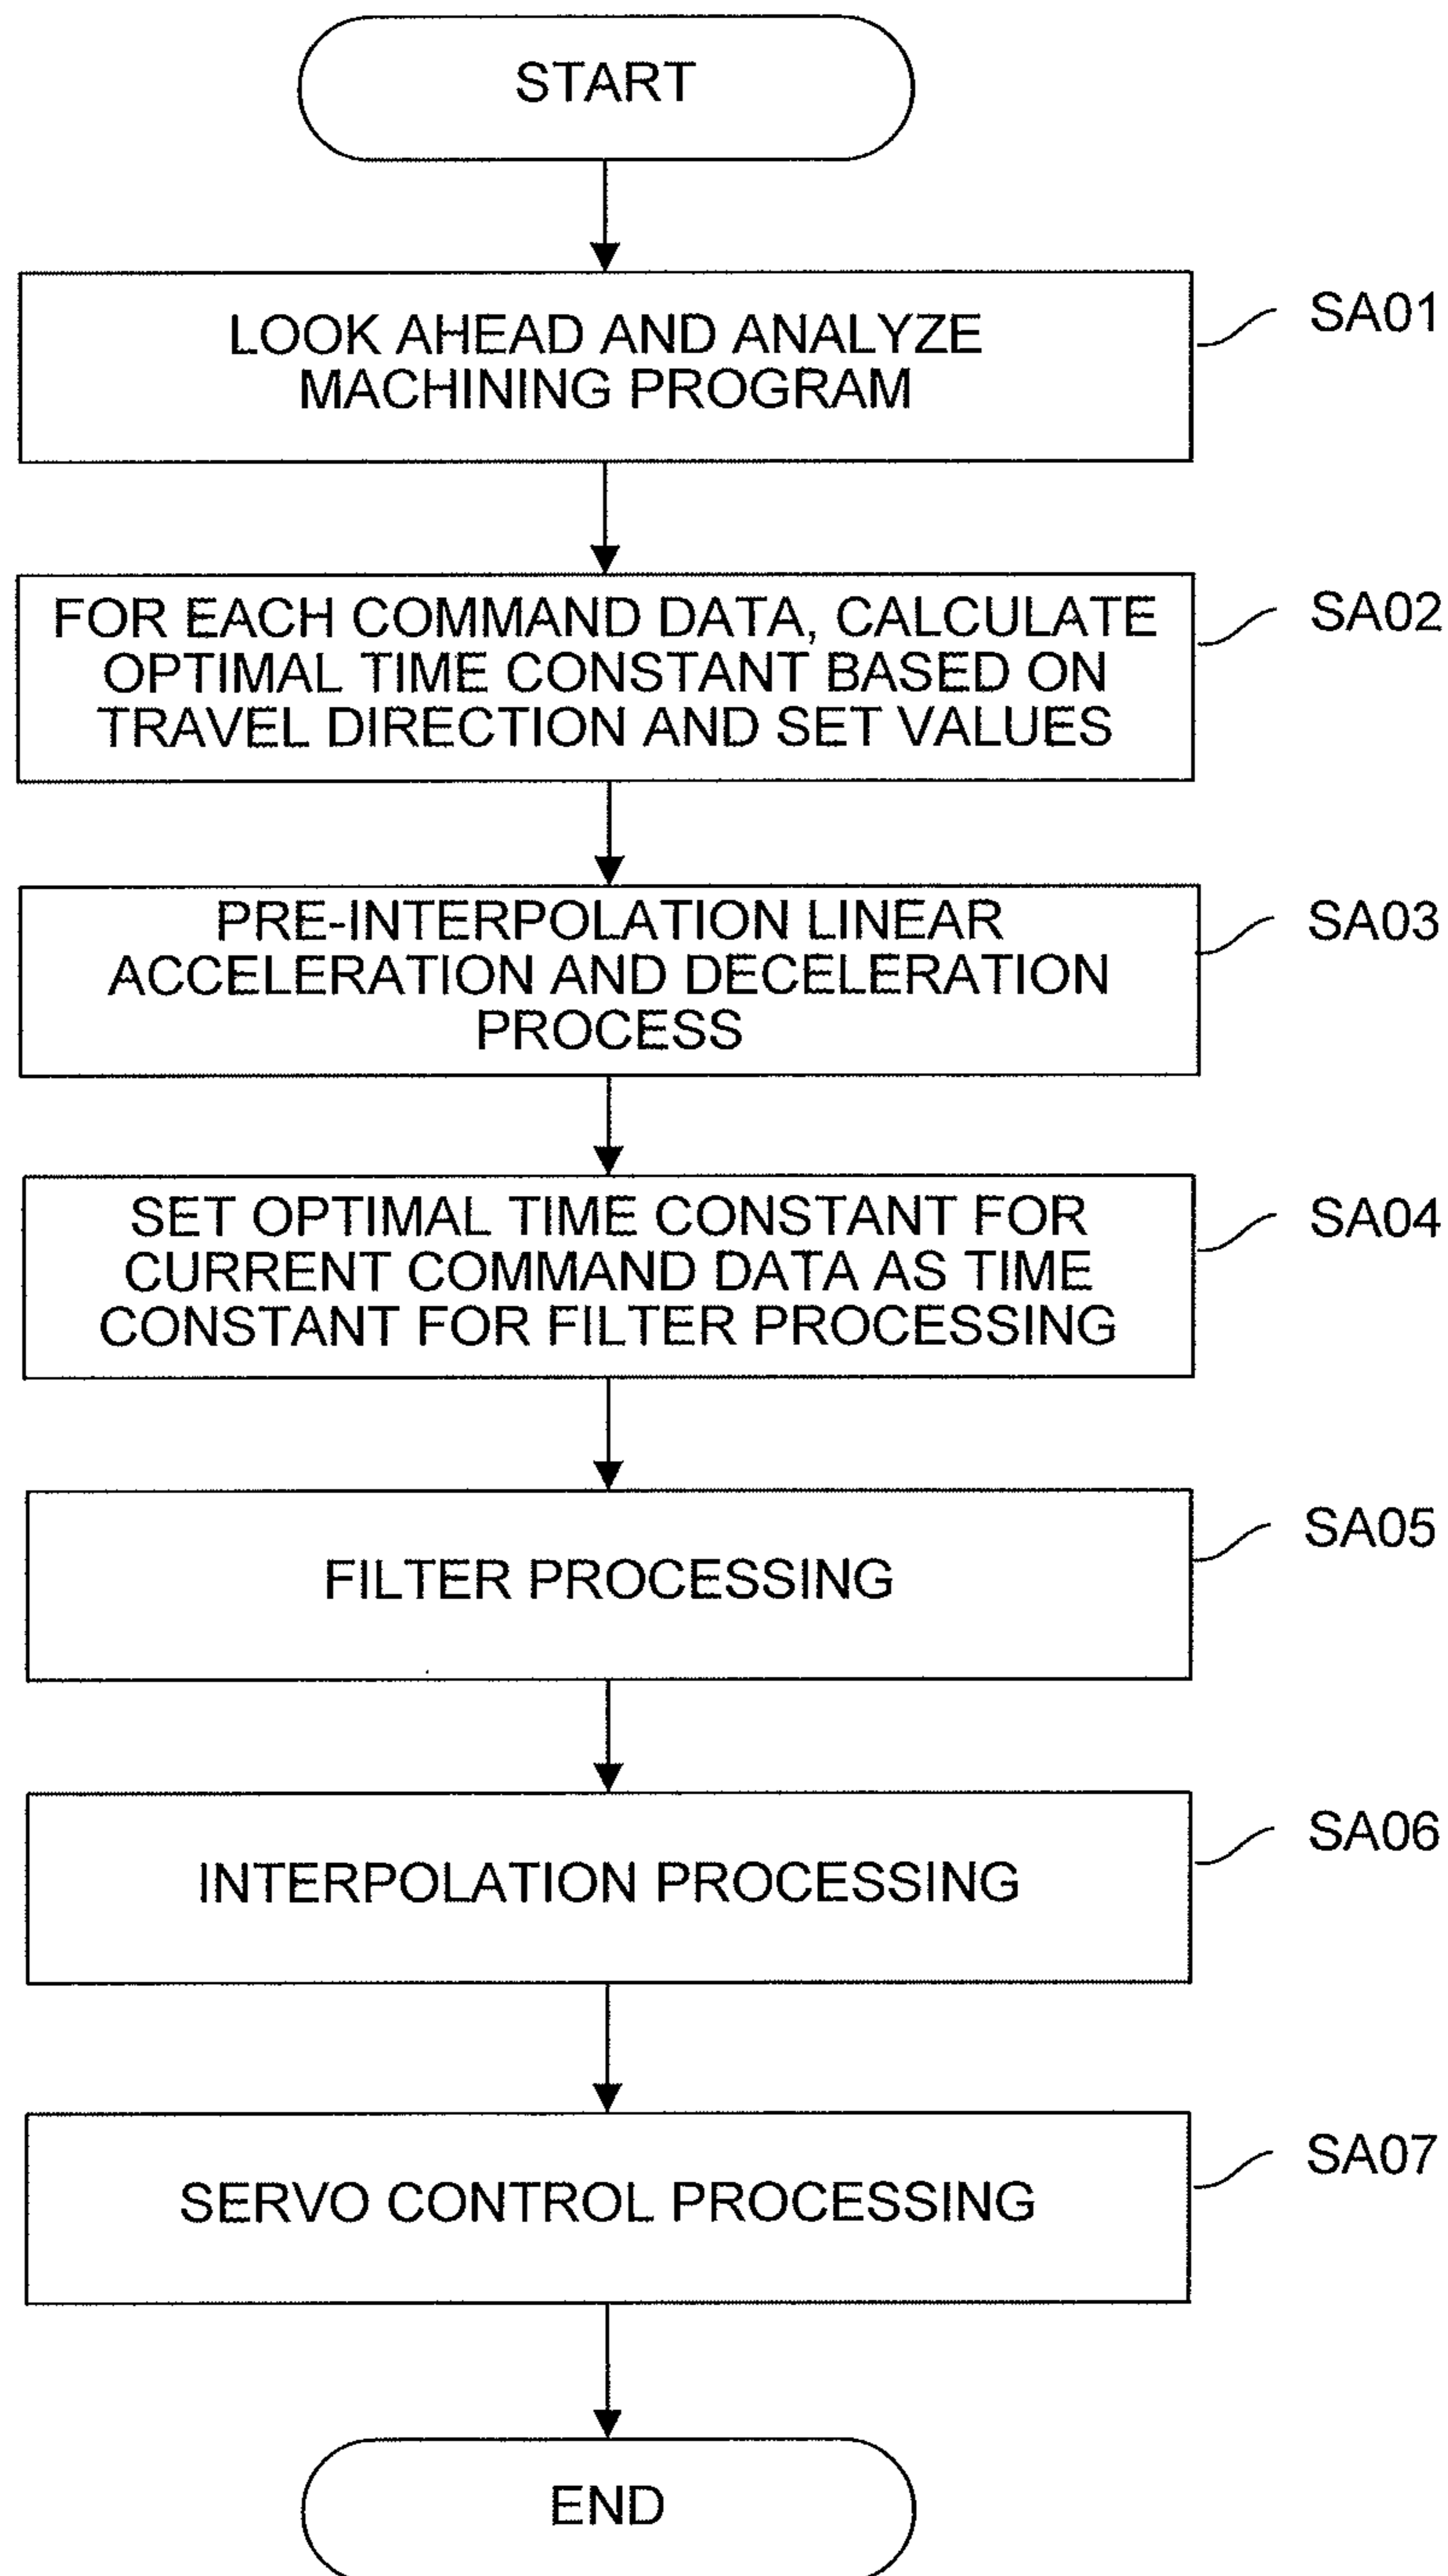 START
LOOK AHEAD AND ANALYZE
MACHINING PROGRAM
SA01
FOR EACH COMMAND DATA, CALCULATE
OPTIMAL TIME CONSTANT BASED ON
TRAVEL DIRECTION AND SET VALUES
SA02
PRE-INTERPOLATION LINEAR
ACCELERATION AND DECELERATION
PROCESS
SA03
SET OPTIMAL TIME CONSTANT FOR
CURRENT COMMAND DATA AS TIME
CONSTANT FOR FILTER PROCESSING
SA04
FILTER PROCESSING
SA05
INTERPOLATION PROCESSING
SA06
SERVO CONTROL PROCESSING
SA07
END